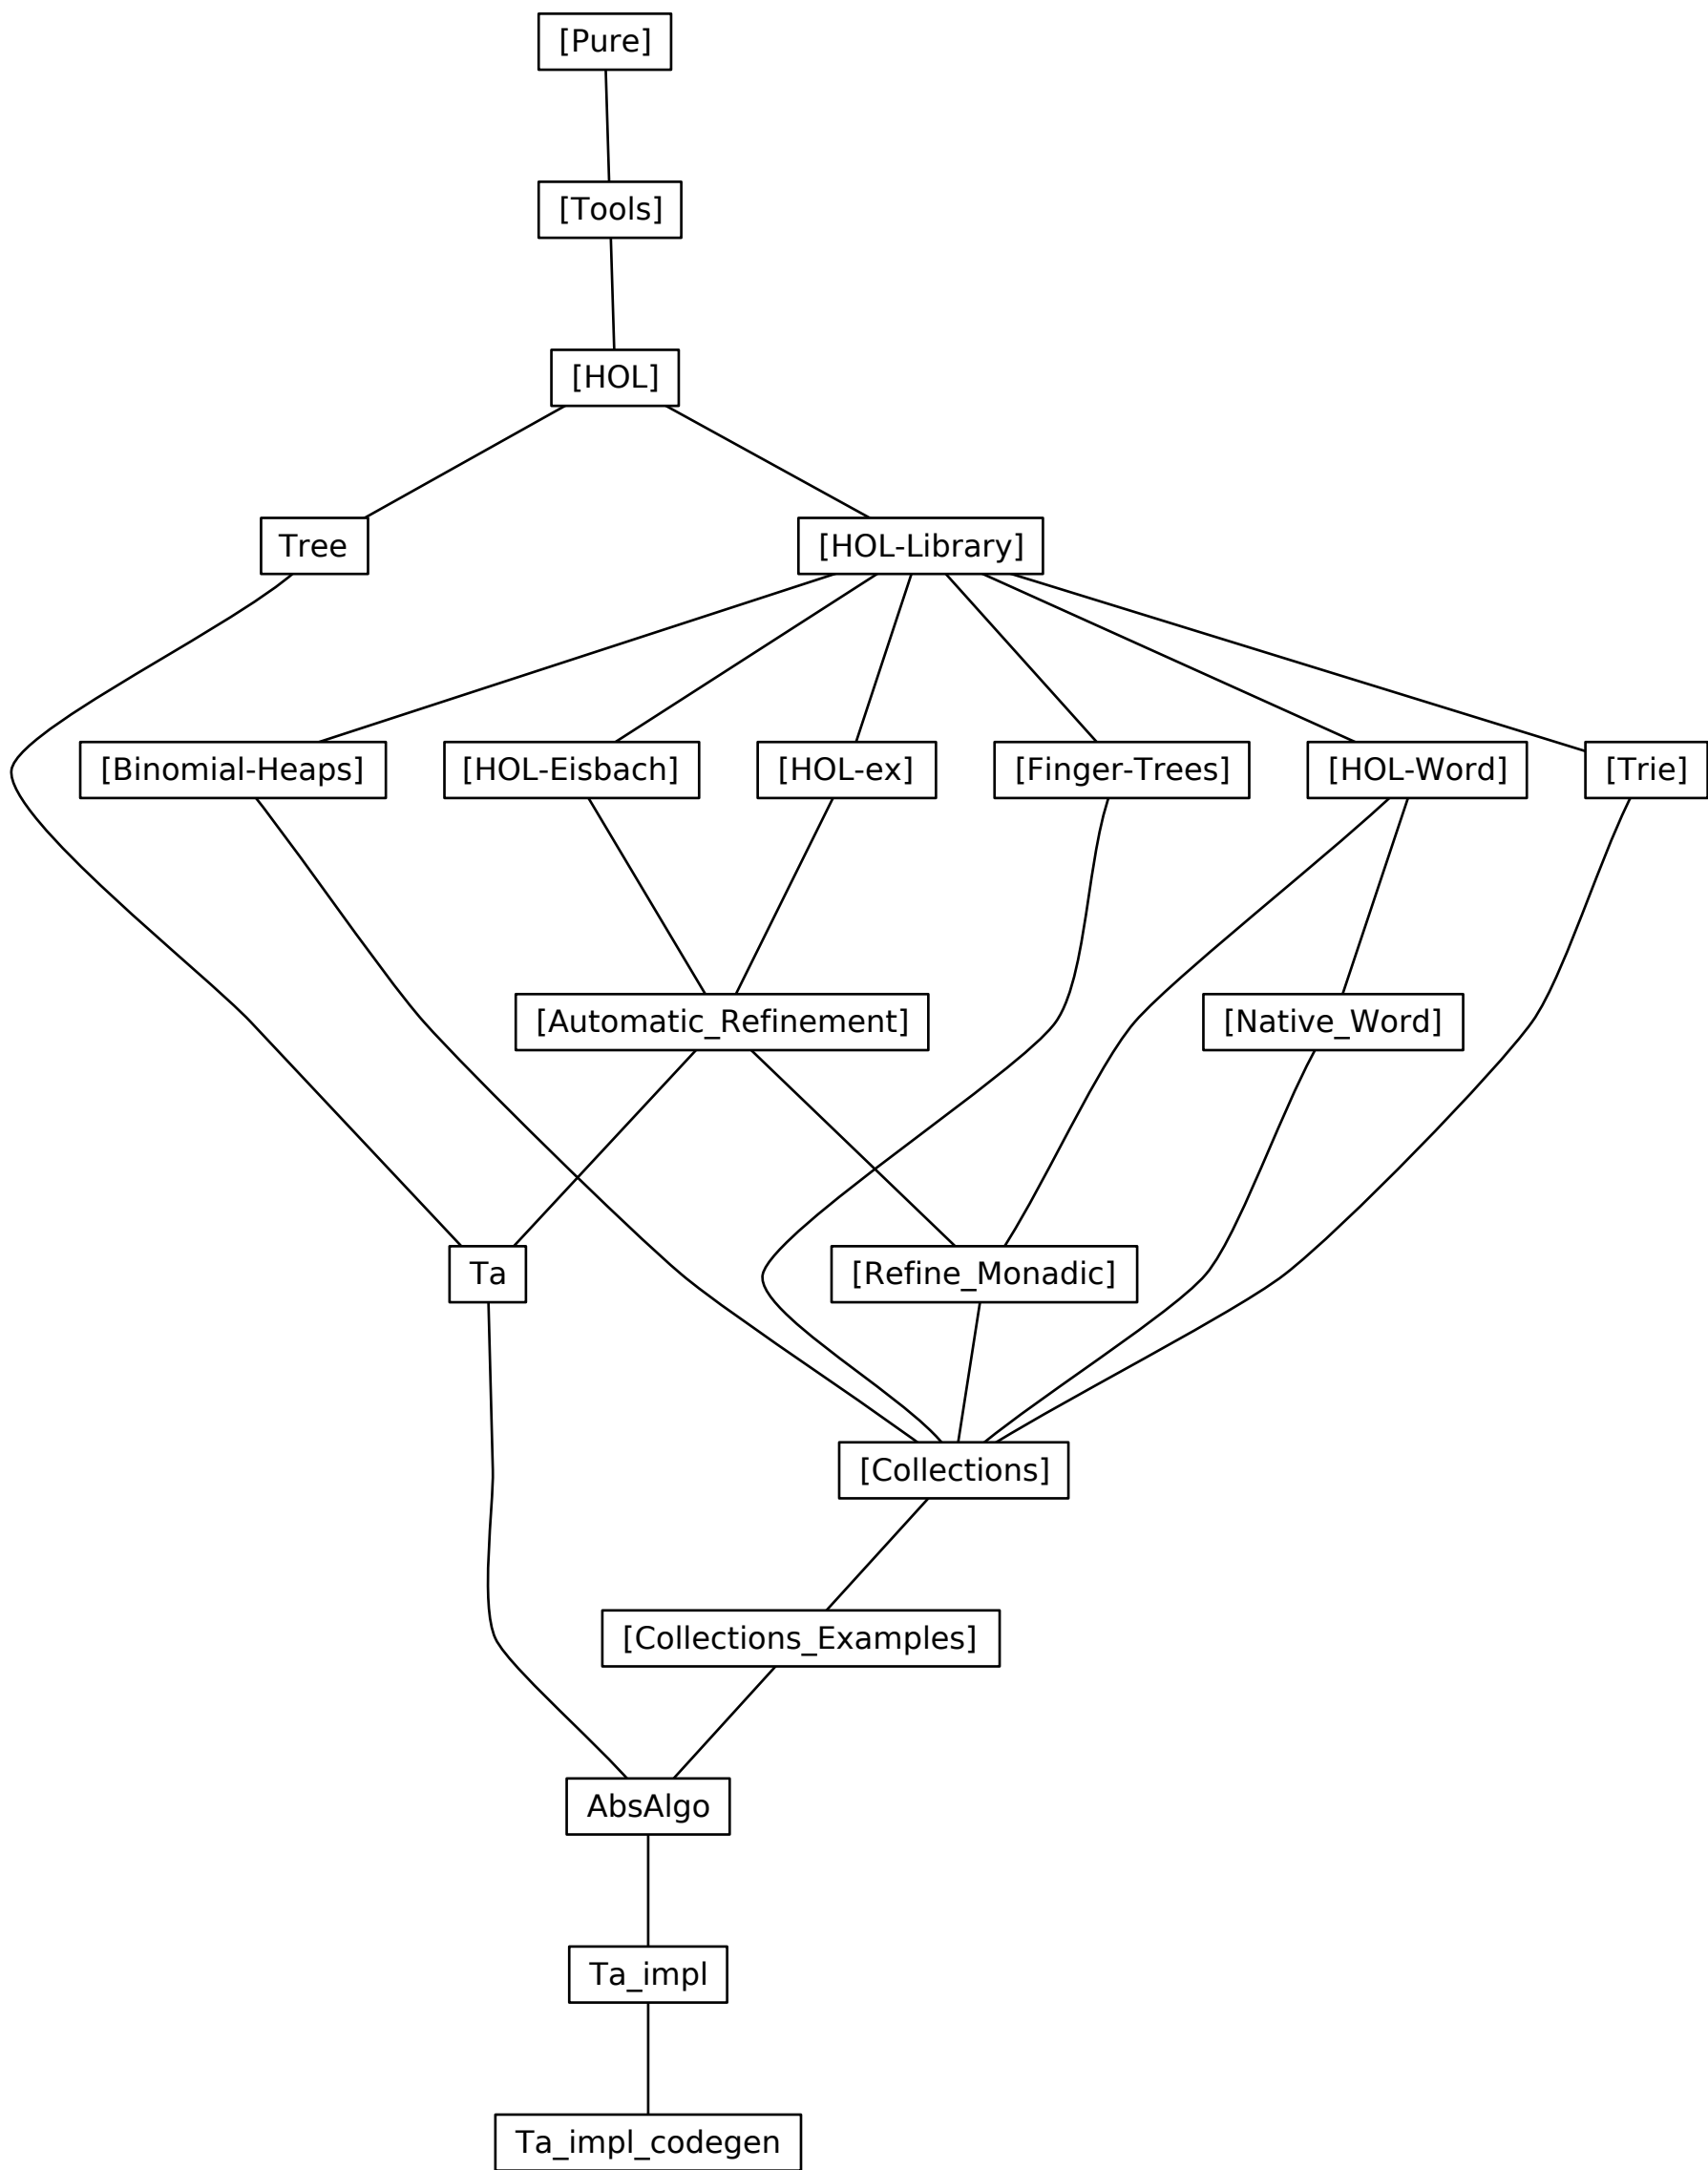 [Pure]
[Tools]
[HOL]
Tree
[HOL-Library]
[Binomial-Heaps]
[HOL-Eisbach]
[HOL-ex]
[Finger-Trees]
[HOL-Word]
[Trie]
[Automatic_Refinement]
[Native_Word]
Ta
[Refine_Monadic]
[Collections]
[Collections_Examples]
AbsAlgo
Ta_impl
Ta_impl_codegen